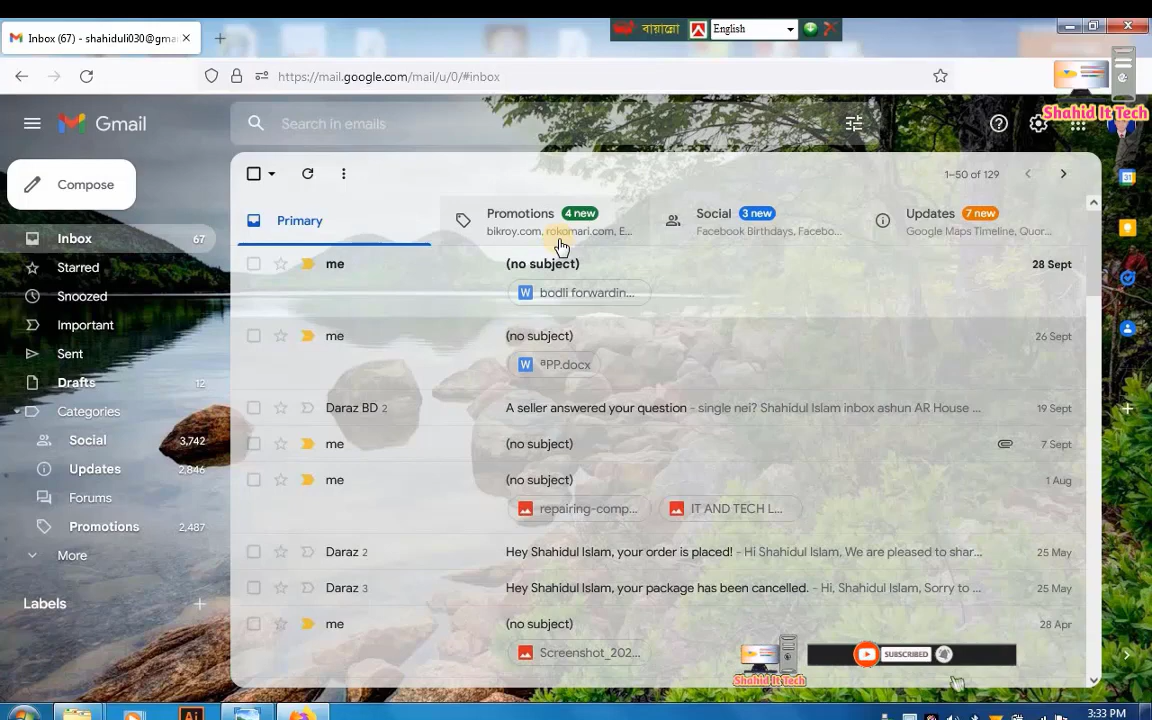 Inbox (67) - shahiduli030@gma
বায়ান্নো
English
https://mail.google.com/mail/u/0/#inbox
Shahid It Tech
Gmail
Search in emails
Compose
1–50 of 129
Primary
Promotions 4 new
bikroy.com, rokomari.com, E...
Social 3 new
Facebook Birthdays, Facebo...
Updates 7 new
Google Maps Timeline, Quor...
Inbox 67
Starred
Snoozed
Important
Sent
Drafts 12
Categories
Social 3,742
Updates 2,846
Forums
Promotions 2,487
More
Labels
me (no subject) 28 Sept
W bodli forwardin...
me (no subject) 26 Sept
W ªPP.docx
Daraz BD 2 A seller answered your question - single nei? Shahidul Islam inbox ashun AR House ... 19 Sept
me (no subject) 7 Sept
me (no subject) 1 Aug
repairing-comp... IT AND TECH L...
Daraz 2 Hey Shahidul Islam, your order is placed! - Hi Shahidul Islam, We are pleased to shar... 25 May
Daraz 3 Hey Shahidul Islam, your package has been cancelled. - Hi, Shahidul Islam, Sorry to ... 25 May
me (no subject) 28 Apr
Screenshot_202...
SUBSCRIBED
Shahid It Tech
Ai
3:33 PM